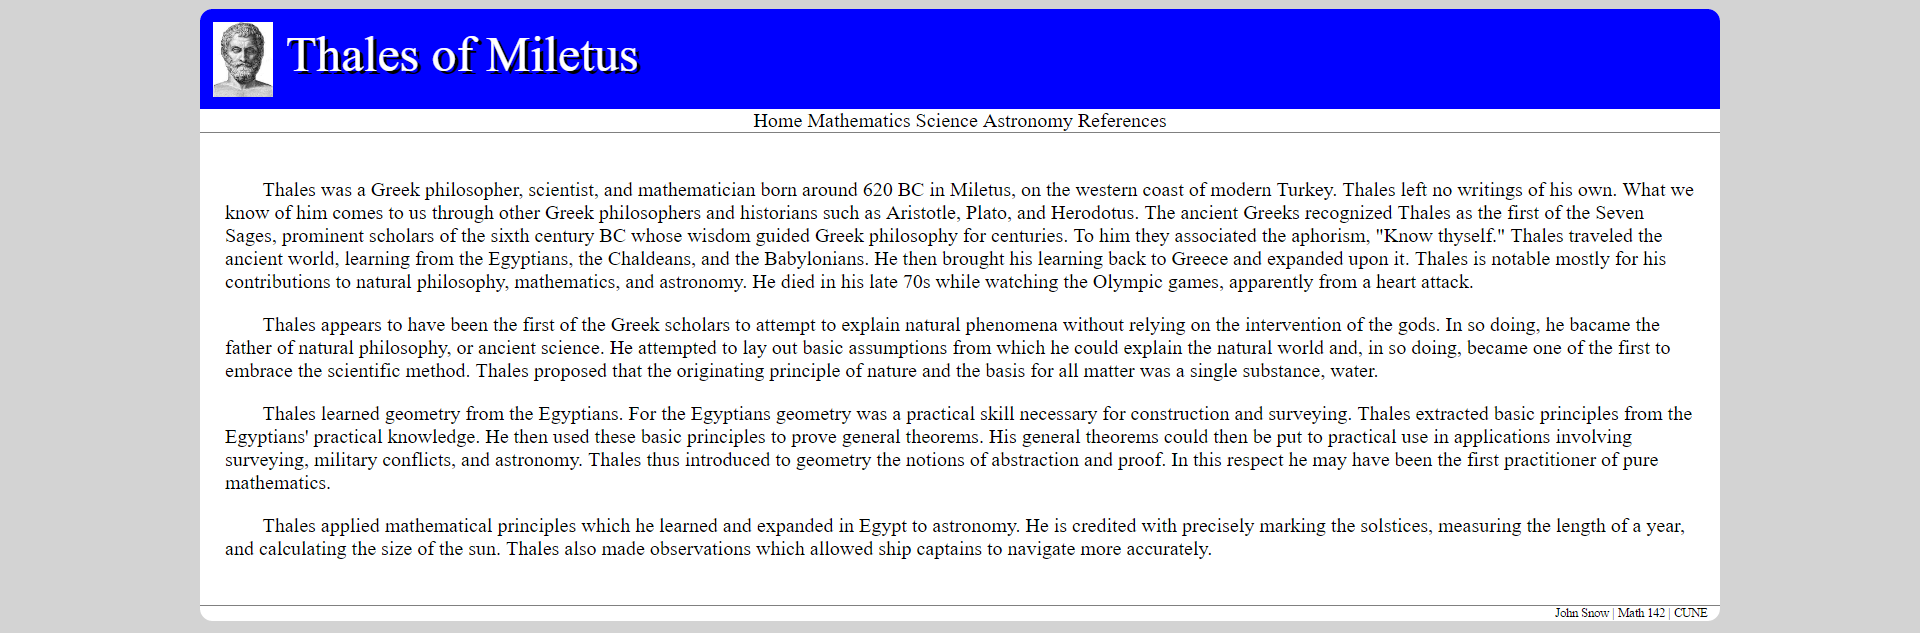 Thales of Miletus
Home Mathematics Science Astronomy References
Thales was a Greek philosopher, scientist, and mathematician born around 620 BC in Miletus, on the western coast of modern Turkey. Thales left no writings of his own. What we
know of him comes to us through other Greek philosophers and historians such as Aristotle, Plato, and Herodotus. The ancient Greeks recognized Thales as the first of the Seven
Sages, prominent scholars of the sixth century BC whose wisdom guided Greek philosophy for centuries. To him they associated the aphorism, "Know thyself." Thales traveled the
ancient world, learning from the Egyptians, the Chaldeans, and the Babylonians. He then brought his learning back to Greece and expanded upon it. Thales is notable mostly for his
contributions to natural philosophy, mathematics, and astronomy. He died in his late 70s while watching the Olympic games, apparently from a heart attack.
Thales appears to have been the first of the Greek scholars to attempt to explain natural phenomena without relying on the intervention of the gods. In so doing, he bacame the
father of natural philosophy, or ancient science. He attempted to lay out basic assumptions from which he could explain the natural world and, in so doing, became one of the first to
embrace the scientific method. Thales proposed that the originating principle of nature and the basis for all matter was a single substance, water.
Thales learned geometry from the Egyptians. For the Egyptians geometry was a practical skill necessary for construction and surveying. Thales extracted basic principles from the
Egyptians' practical knowledge. He then used these basic principles to prove general theorems. His general theorems could then be put to practical use in applications involving
surveying, military conflicts, and astronomy. Thales thus introduced to geometry the notions of abstraction and proof. In this respect he may have been the first practitioner of pure
mathematics.
Thales applied mathematical principles which he learned and expanded in Egypt to astronomy. He is credited with precisely marking the solstices, measuring the length of a year,
and calculating the size of the sun. Thales also made observations which allowed ship captains to navigate more accurately.
John Snow | Math 142 | CUNE